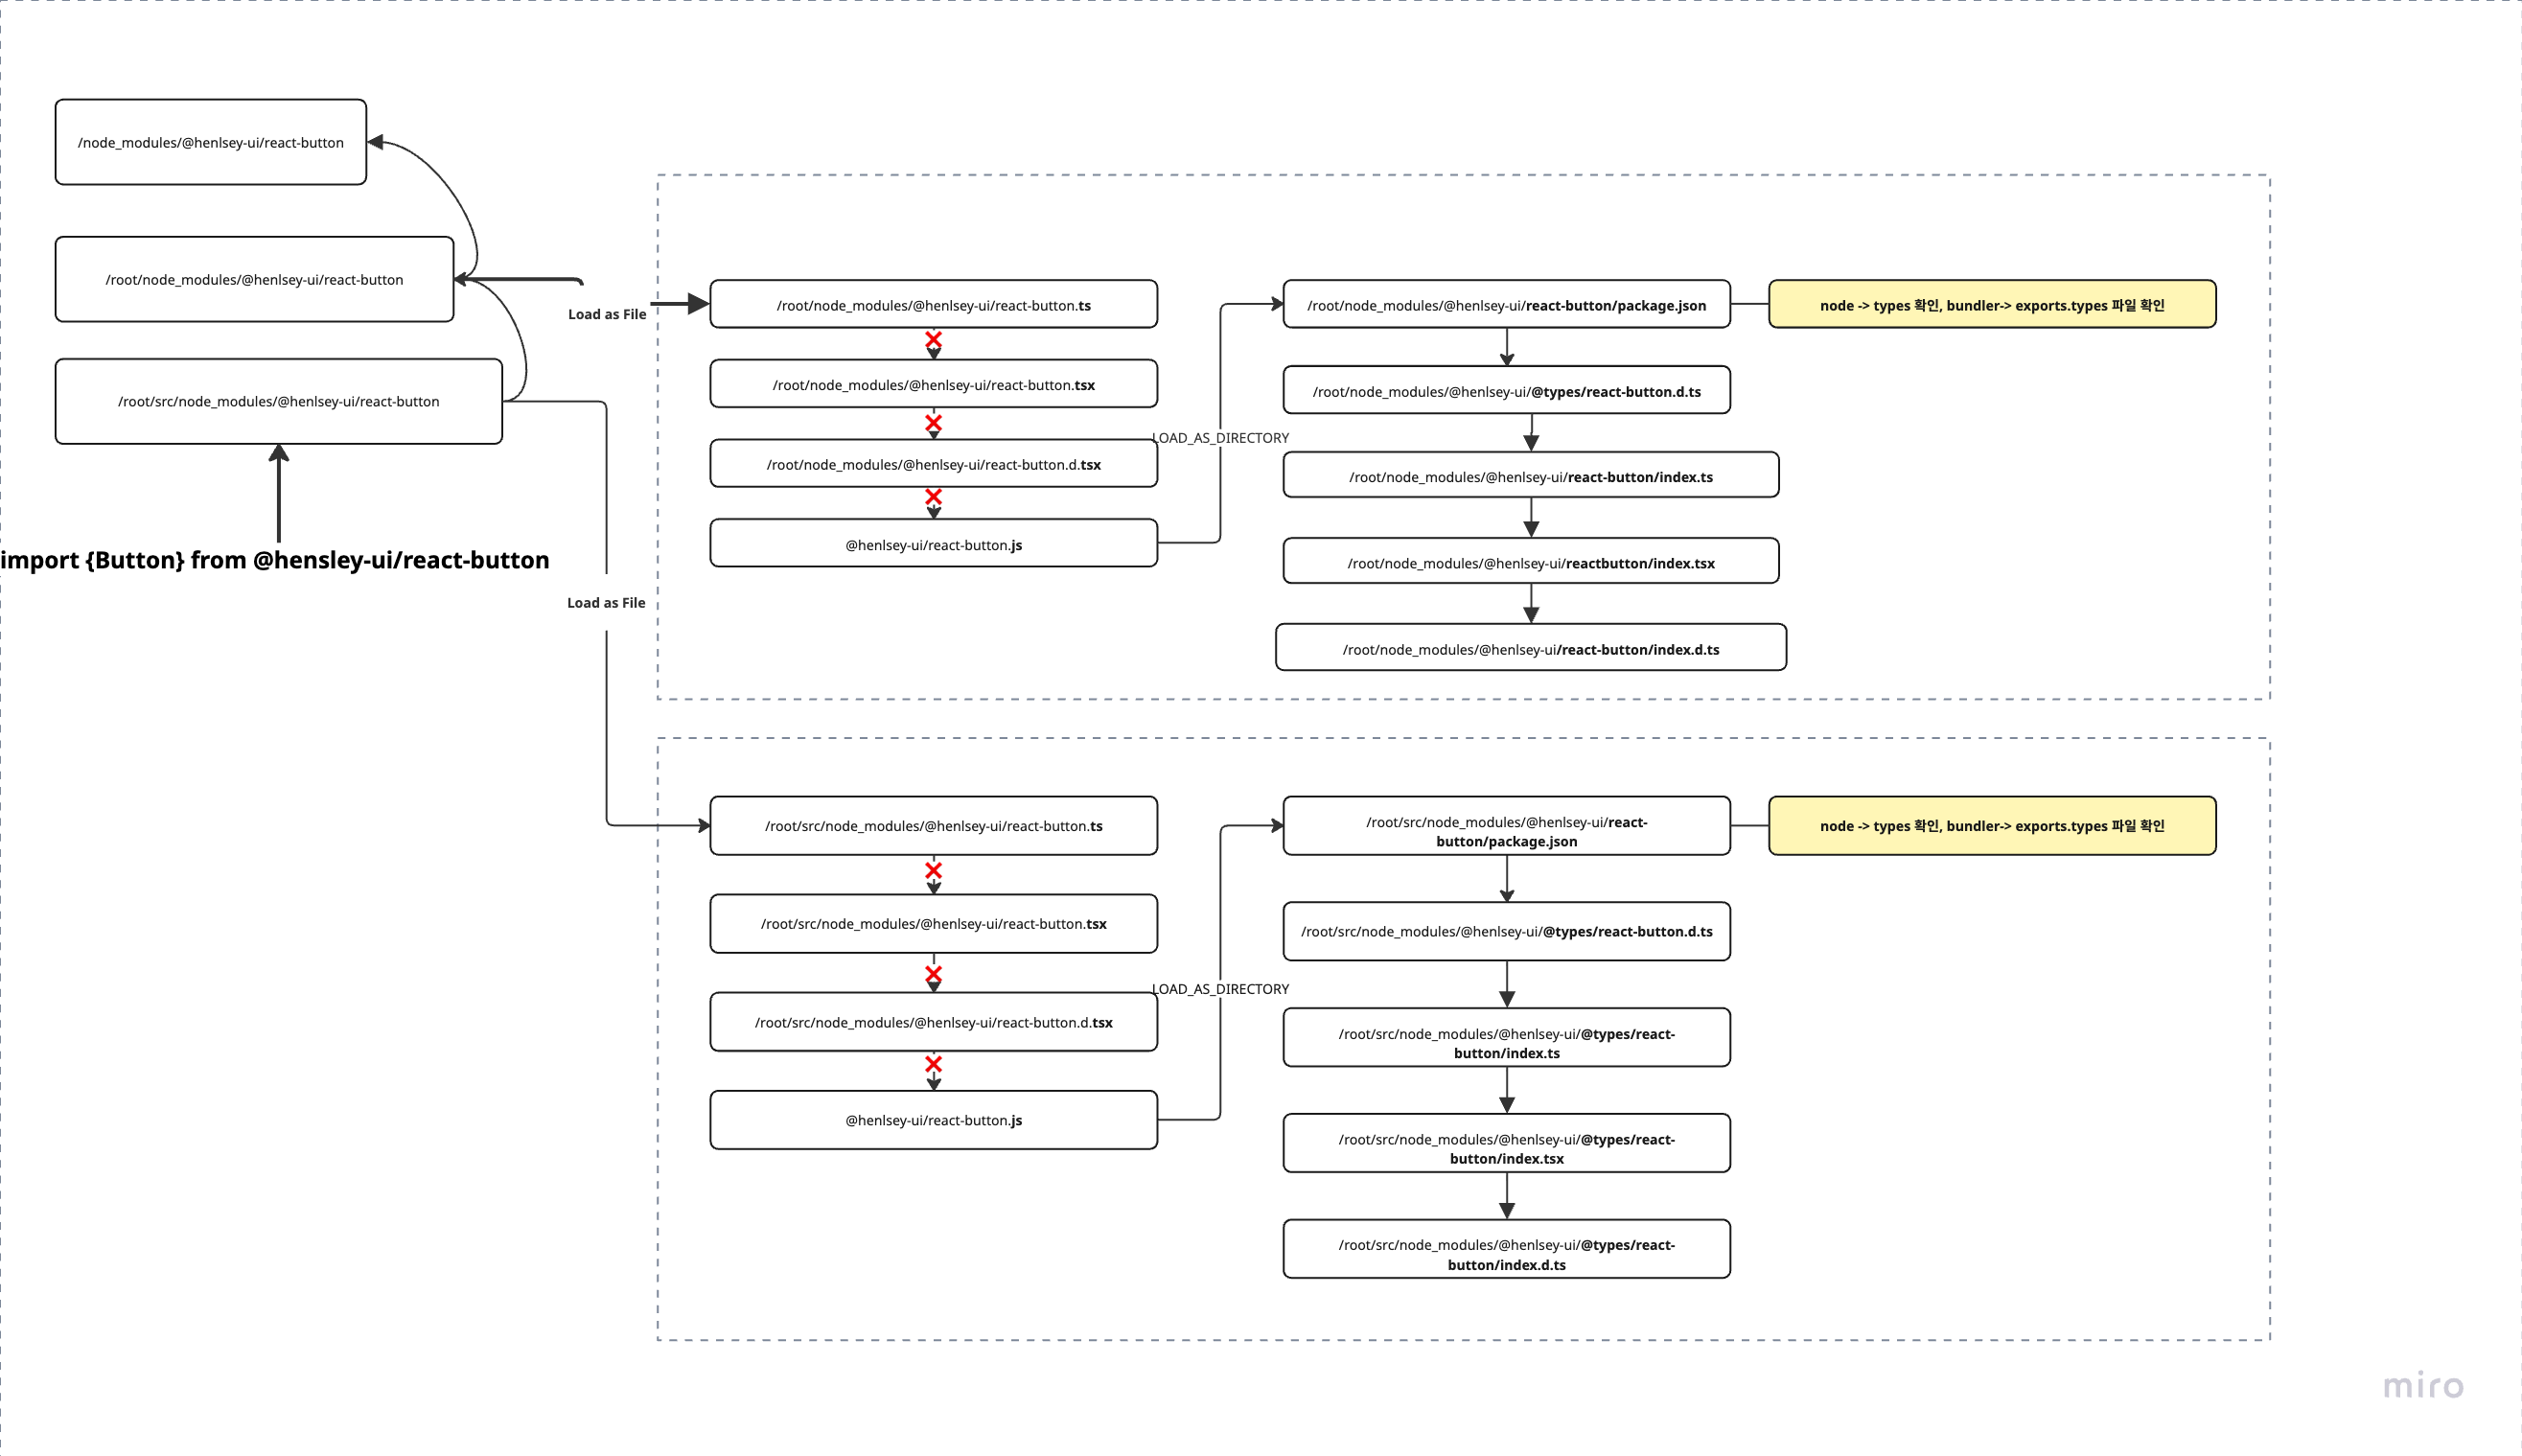 /node_modules/@henlsey-ui/react-button
/root/node_modules/@henlsey-ui/react-button
/root/src/node_modules/@henlsey-ui/react-button
import {Button} from @hensley-ui/react-button
Load as File
Load as File
/root/node_modules/@henlsey-ui/react-button.ts
/root/node_modules/@henlsey-ui/react-button.tsx
/root/node_modules/@henlsey-ui/react-button.d.tsx
@henlsey-ui/react-button.js
LOAD_AS_DIRECTORY
/root/node_modules/@henlsey-ui/react-button/package.json
node -> types 확인, bundler-> exports.types 파일 확인
/root/node_modules/@henlsey-ui/@types/react-button.d.ts
/root/node_modules/@henlsey-ui/react-button/index.ts
/root/node_modules/@henlsey-ui/reactbutton/index.tsx
/root/node_modules/@henlsey-ui/react-button/index.d.ts
/root/src/node_modules/@henlsey-ui/react-button.ts
/root/src/node_modules/@henlsey-ui/react-button.tsx
/root/src/node_modules/@henlsey-ui/react-button.d.tsx
@henlsey-ui/react-button.js
LOAD_AS_DIRECTORY
/root/src/node_modules/@henlsey-ui/react-
button/package.json
node -> types 확인, bundler-> exports.types 파일 확인
/root/src/node_modules/@henlsey-ui/@types/react-button.d.ts
/root/src/node_modules/@henlsey-ui/@types/react-
button/index.ts
/root/src/node_modules/@henlsey-ui/@types/react-
button/index.tsx
/root/src/node_modules/@henlsey-ui/@types/react-
button/index.d.ts
miro